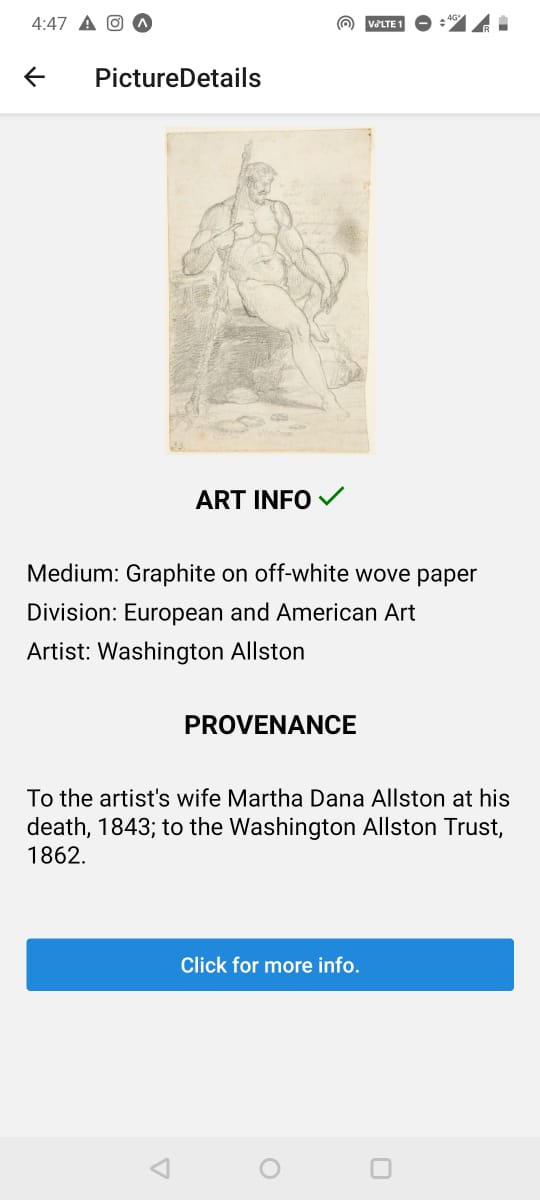 4:47
VoLTE 1
4G+
R
PictureDetails
ART INFO
Medium: Graphite on off-white wove paper
Division: European and American Art
Artist: Washington Allston
PROVENANCE
To the artist's wife Martha Dana Allston at his
death, 1843; to the Washington Allston Trust,
1862.
Click for more info.